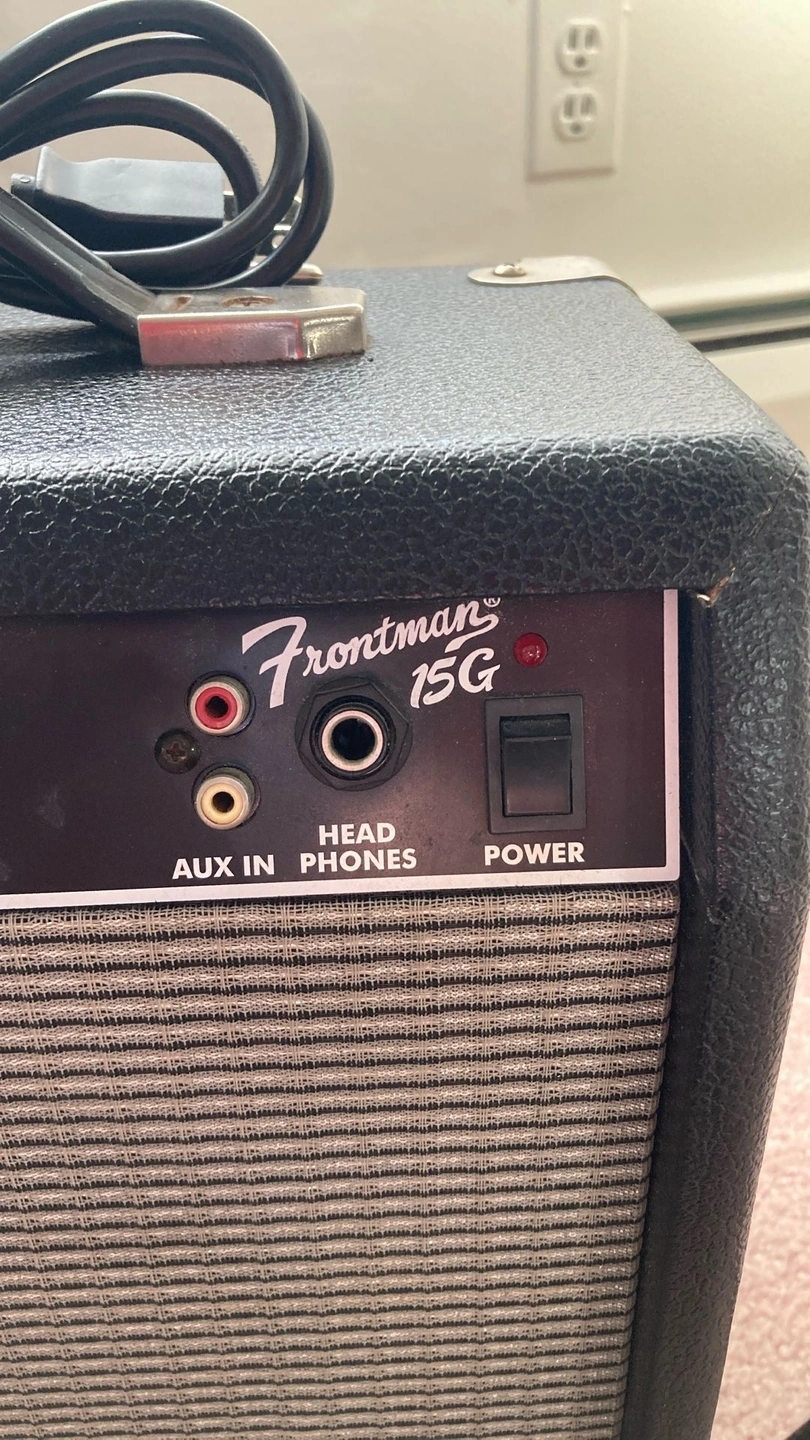 Frontman®
15G
AUX IN
HEAD
PHONES
POWER